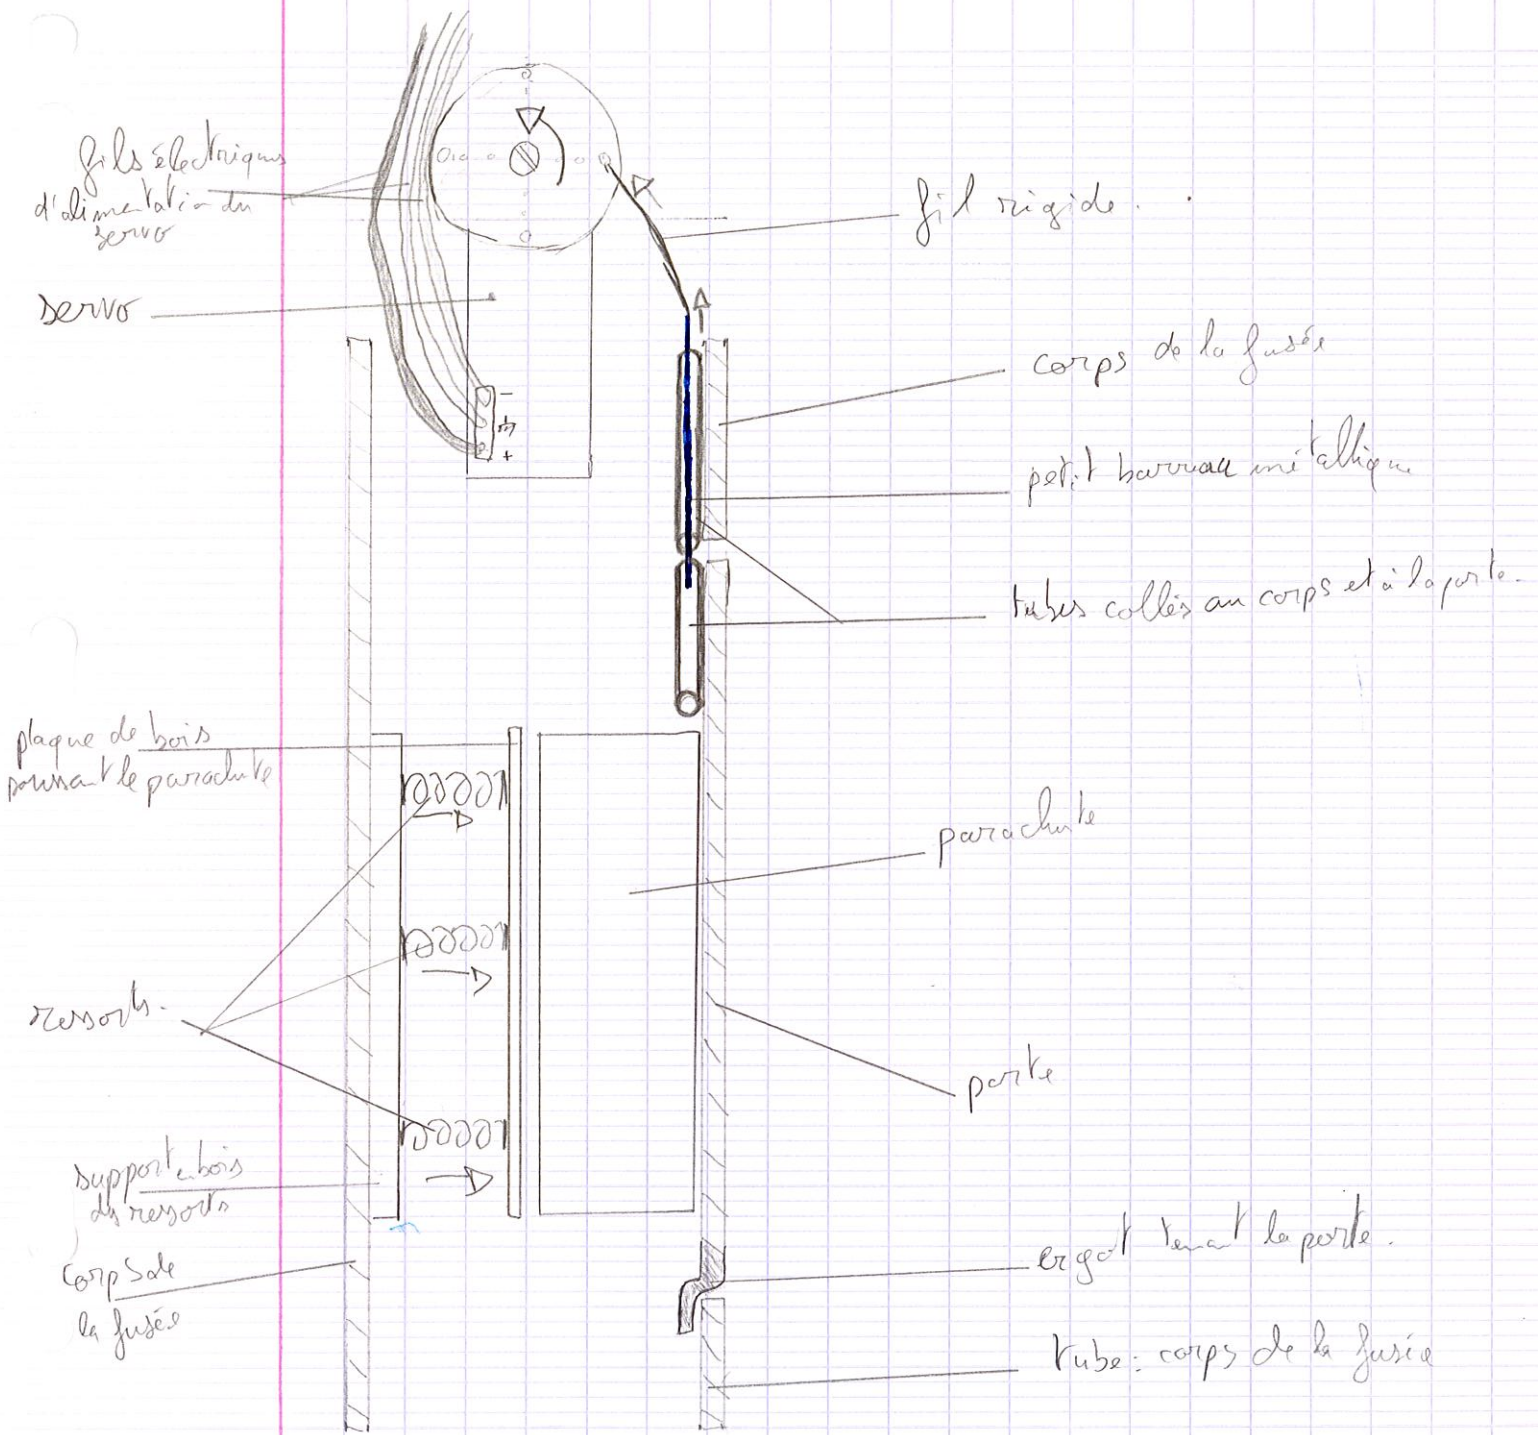 fils électriques
d'alimentation du
servo
fil rigide.
servo
-
+
corps de la fusée
petit barreau métallique
tubes collés au corps et à la porte.
plaque de bois
poussant le parachute
parachute
ressorts.
porte
support en bois
des ressorts
ergot tenant la porte.
corps de
la fusée
tube: corps de la fusée